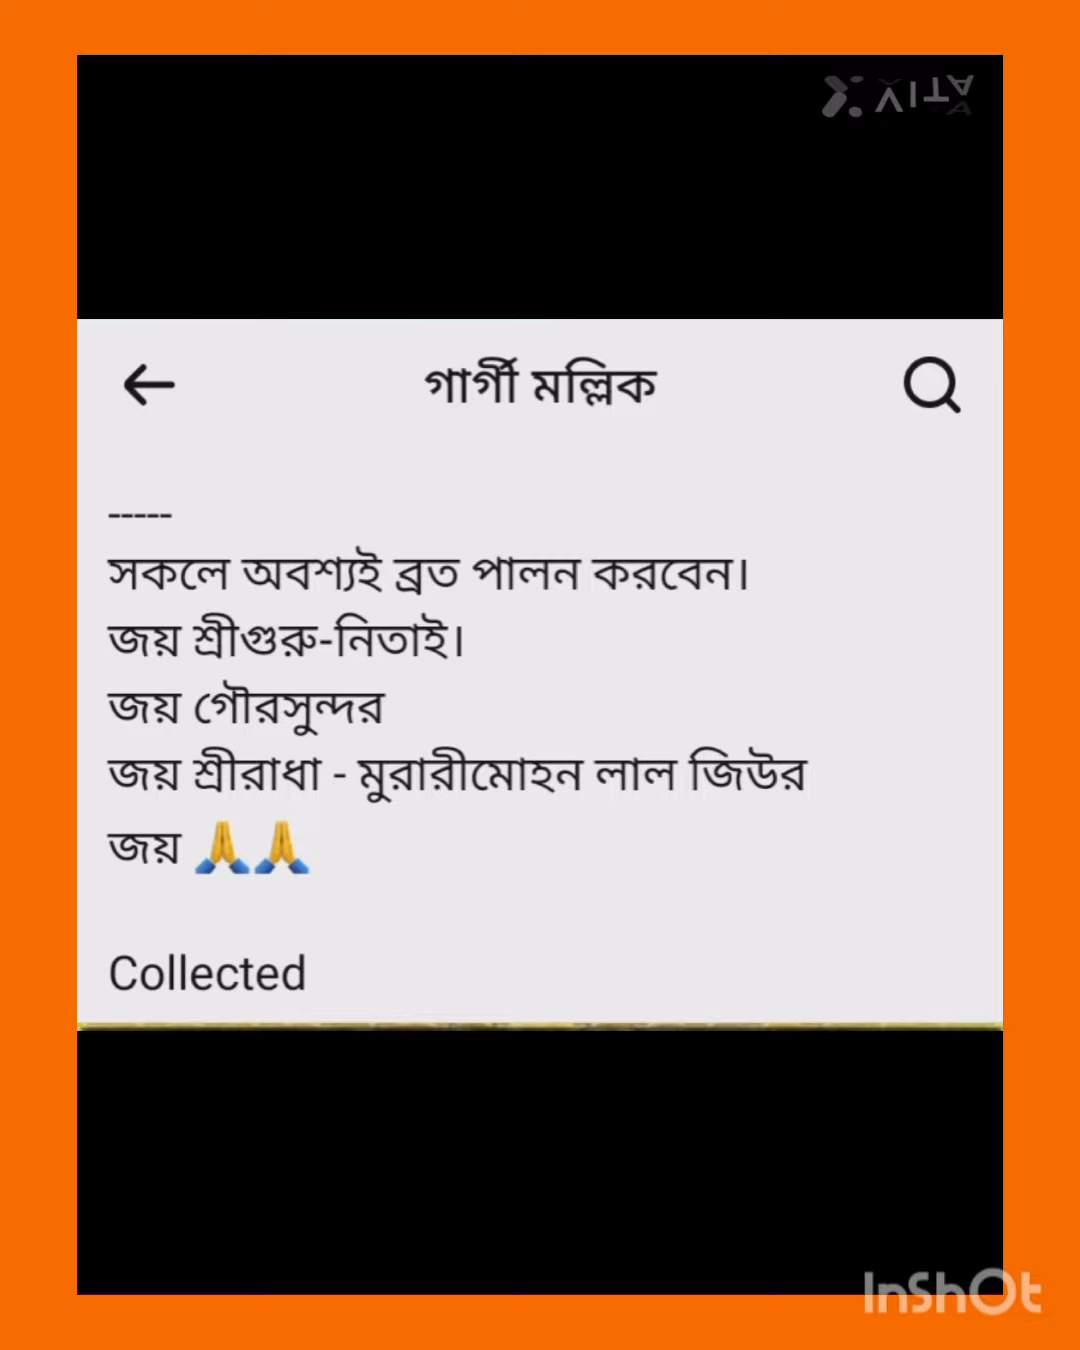 VITA
গার্গী মল্লিক
-----
সকলে অবশ্যই ব্রত পালন করবেন।
জয় শ্রীগুরু-নিতাই।
জয় গৌরসুন্দর
জয় শ্রীরাধা - মুরারীমোহন লাল জিউর
জয় 🙏🙏
Collected
InShOt